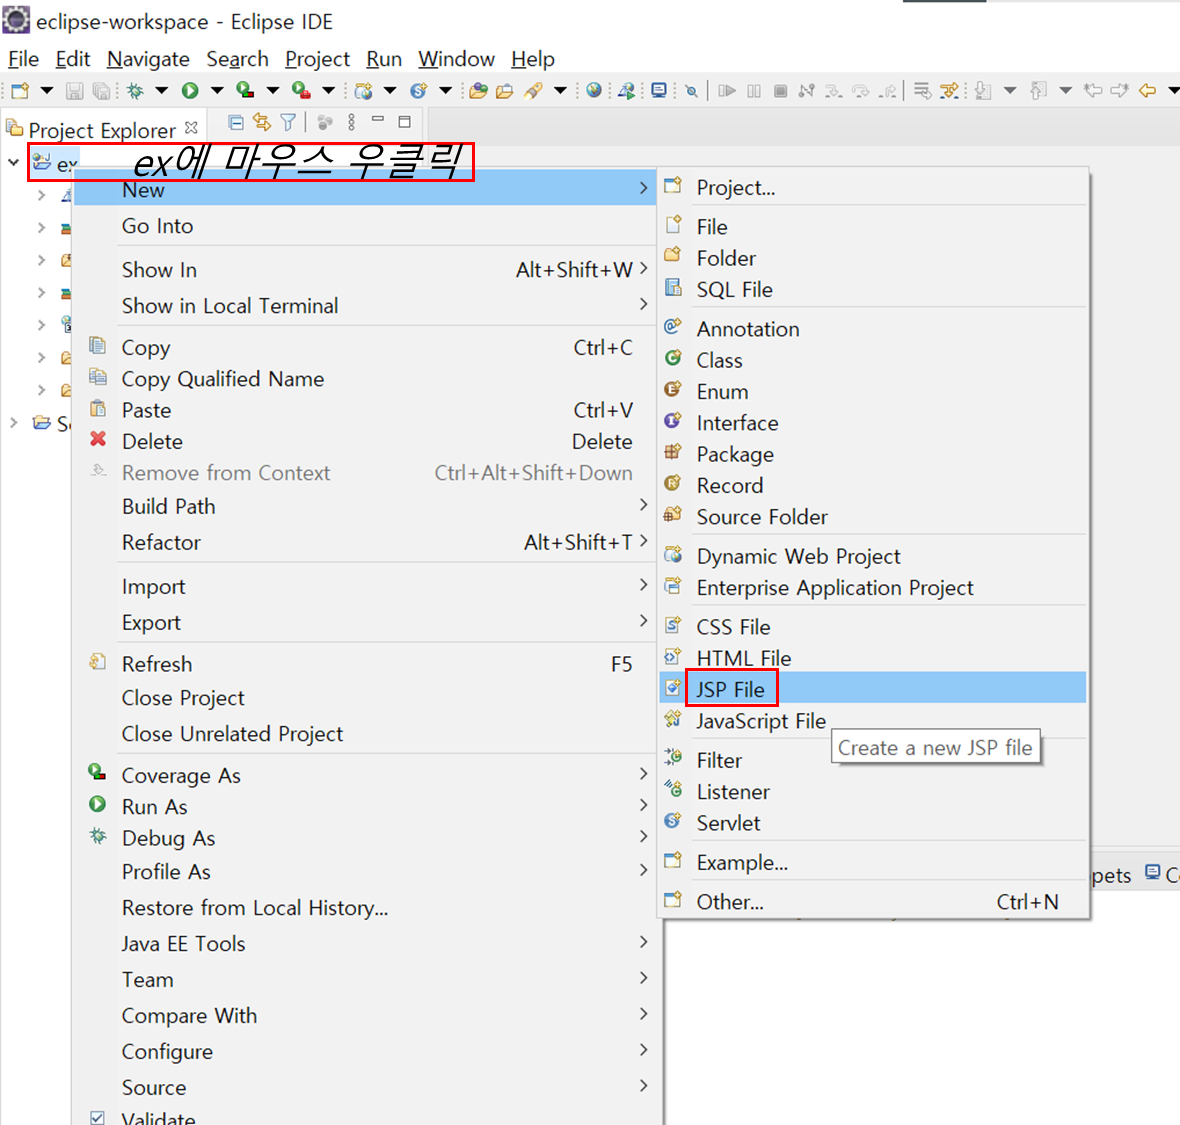 eclipse-workspace - Eclipse IDE
File Edit Navigate Search Project Run Window Help
Project Explorer
ex
ex에 마우스 우클릭
New
Go Into
Show In Alt+Shift+W
Show in Local Terminal
Copy Ctrl+C
Copy Qualified Name
Paste Ctrl+V
Delete Delete
Remove from Context Ctrl+Alt+Shift+Down
Build Path
Refactor Alt+Shift+T
Import
Export
Refresh F5
Close Project
Close Unrelated Project
Coverage As
Run As
Debug As
Profile As
Restore from Local History...
Java EE Tools
Team
Compare With
Configure
Source
Validate
Project...
File
Folder
SQL File
Annotation
Class
Enum
Interface
Package
Record
Source Folder
Dynamic Web Project
Enterprise Application Project
CSS File
HTML File
JSP File
JavaScript File
Create a new JSP file
Filter
Listener
Servlet
Example...
Other... Ctrl+N